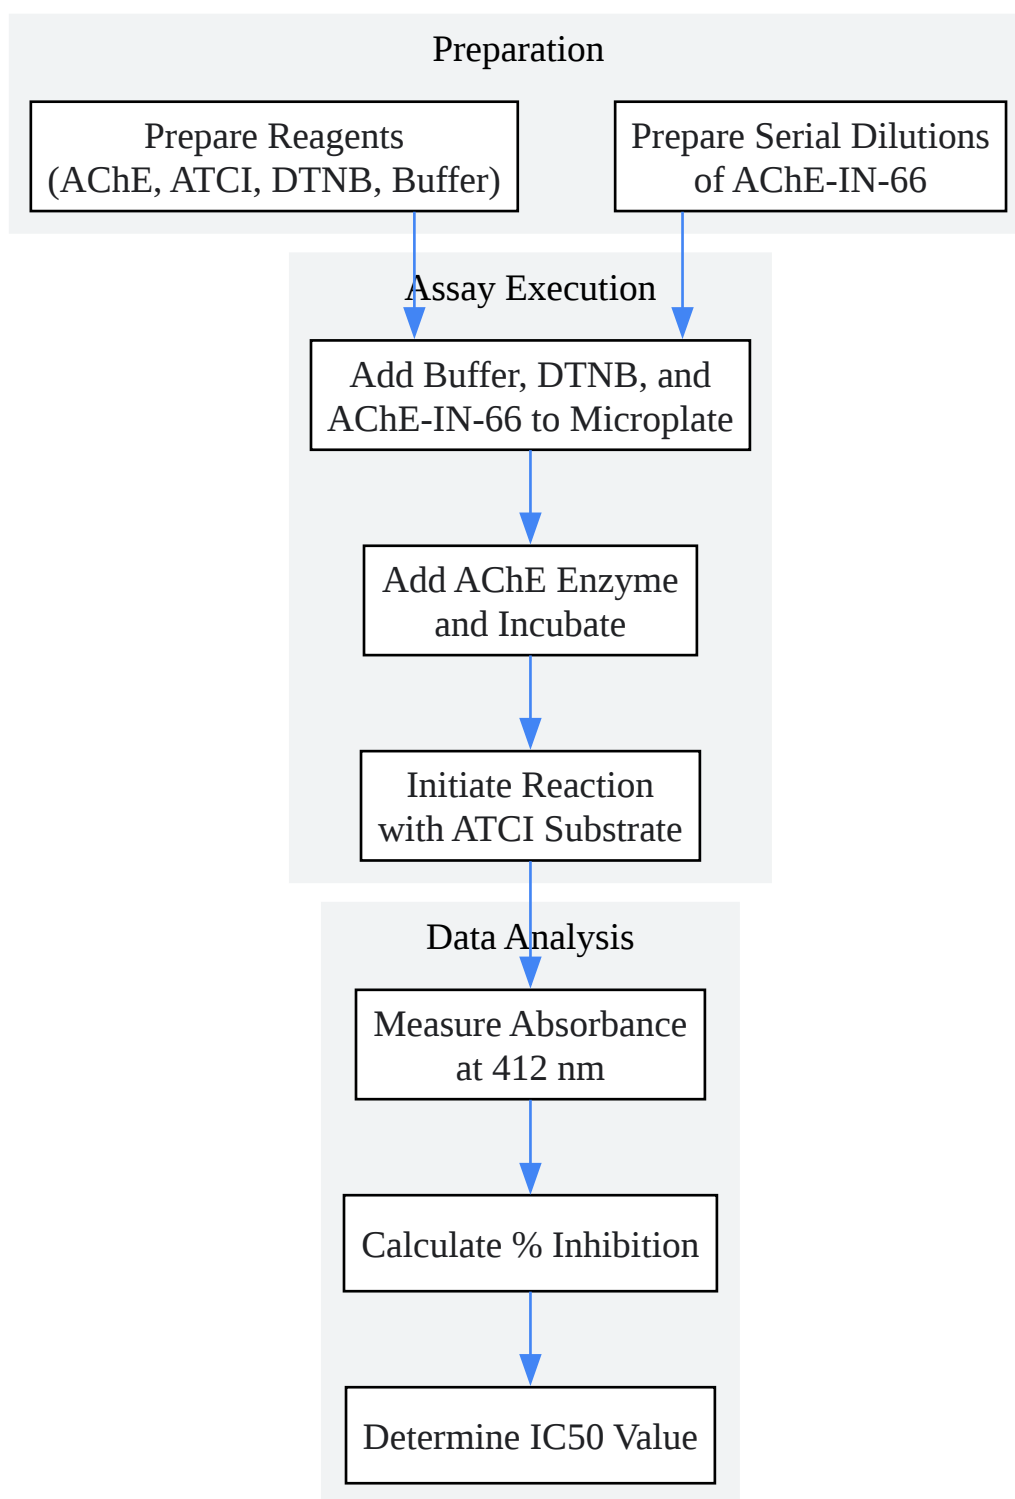 Preparation
Prepare Reagents
(AChE, ATCI, DTNB, Buffer)
Prepare Serial Dilutions
of AChE-IN-66
Assay Execution
Add Buffer, DTNB, and
AChE-IN-66 to Microplate
Add AChE Enzyme
and Incubate
Initiate Reaction
with ATCI Substrate
Data Analysis
Measure Absorbance
at 412 nm
Calculate % Inhibition
Determine IC50 Value